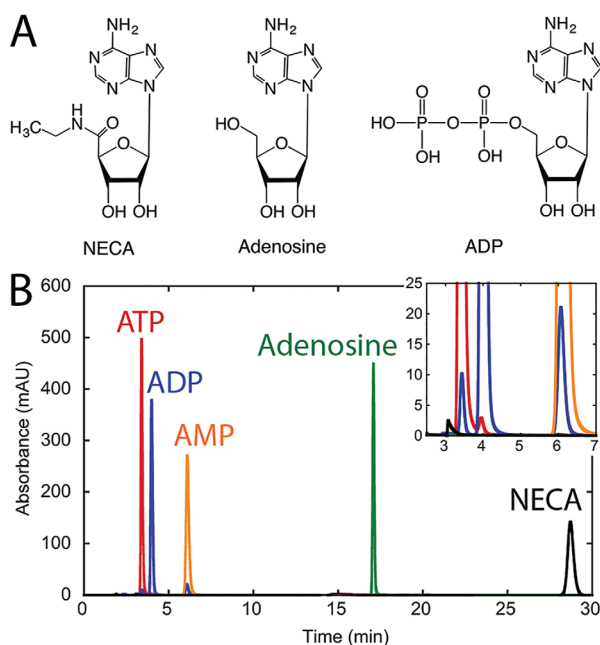 A
NH2
N
N
N
N
H
N
O
H3C
O
OH OH
NECA
NH2
N
N
N
N
HO
O
OH OH
Adenosine
NH2
N
N
N
N
O
O
HO
P
O
P
O
OH
OH
O
OH OH
ADP
B
600
500
400
300
200
100
0
Absorbance (mAU)
0
5
10
15
20
25
30
Time (min)
ATP
ADP
AMP
Adenosine
NECA
25
20
15
10
5
0
3
4
5
6
7